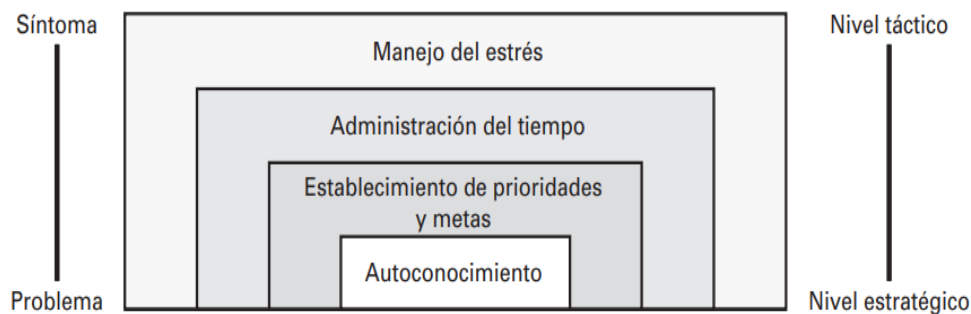 Síntoma
Nivel táctico
Manejo del estrés
Administración del tiempo
Establecimiento de prioridades
y metas
Autoconocimiento
Problema
Nivel estratégico